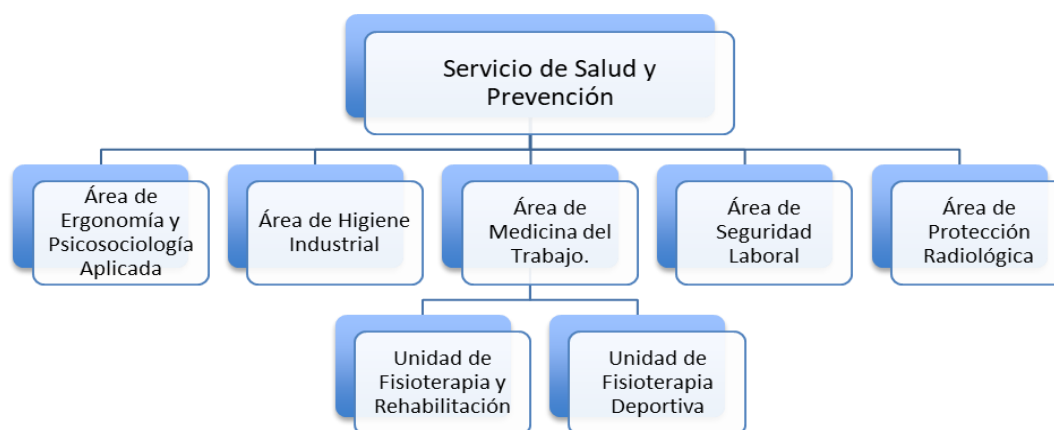 Servicio de Salud y
Prevención
Área de
Ergonomía y
Psicosociología
Aplicada
Área de Higiene
Industrial
Área de
Medicina del
Trabajo.
Área de
Seguridad
Laboral
Área de
Protección
Radiológica
Unidad de
Fisioterapia y
Rehabilitación
Unidad de
Fisioterapia
Deportiva